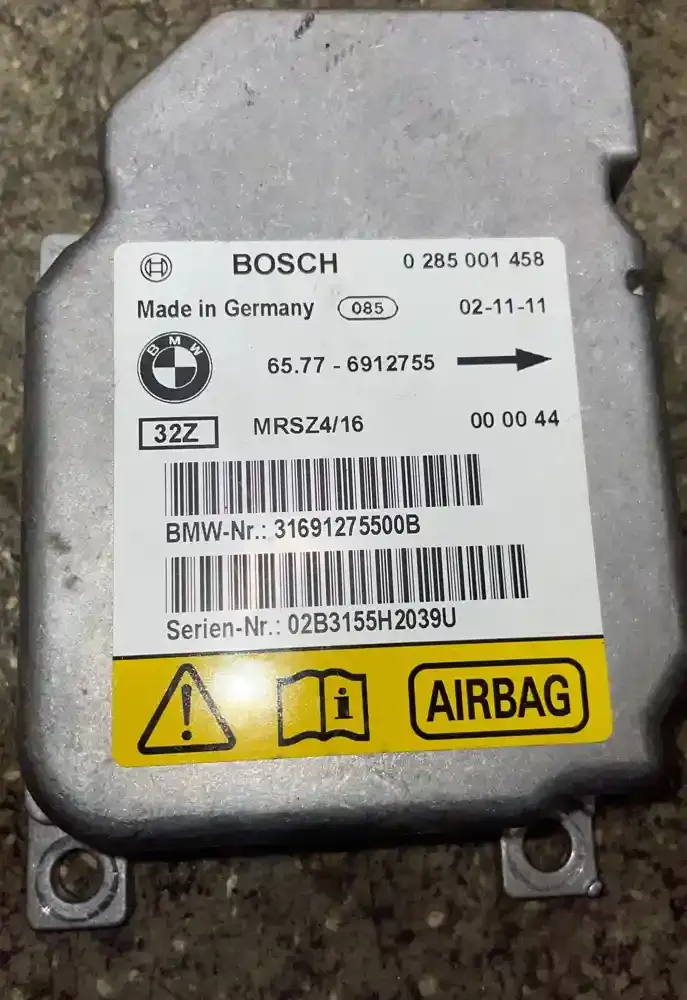 BOSCH 0 285 001 458
Made in Germany 085 02-11-11
BMW
65.77 - 6912755
32Z MRSZ4/16 00 00 44
BMW-Nr.: 31691275500B
Serien-Nr.: 02B3155H2039U
AIRBAG